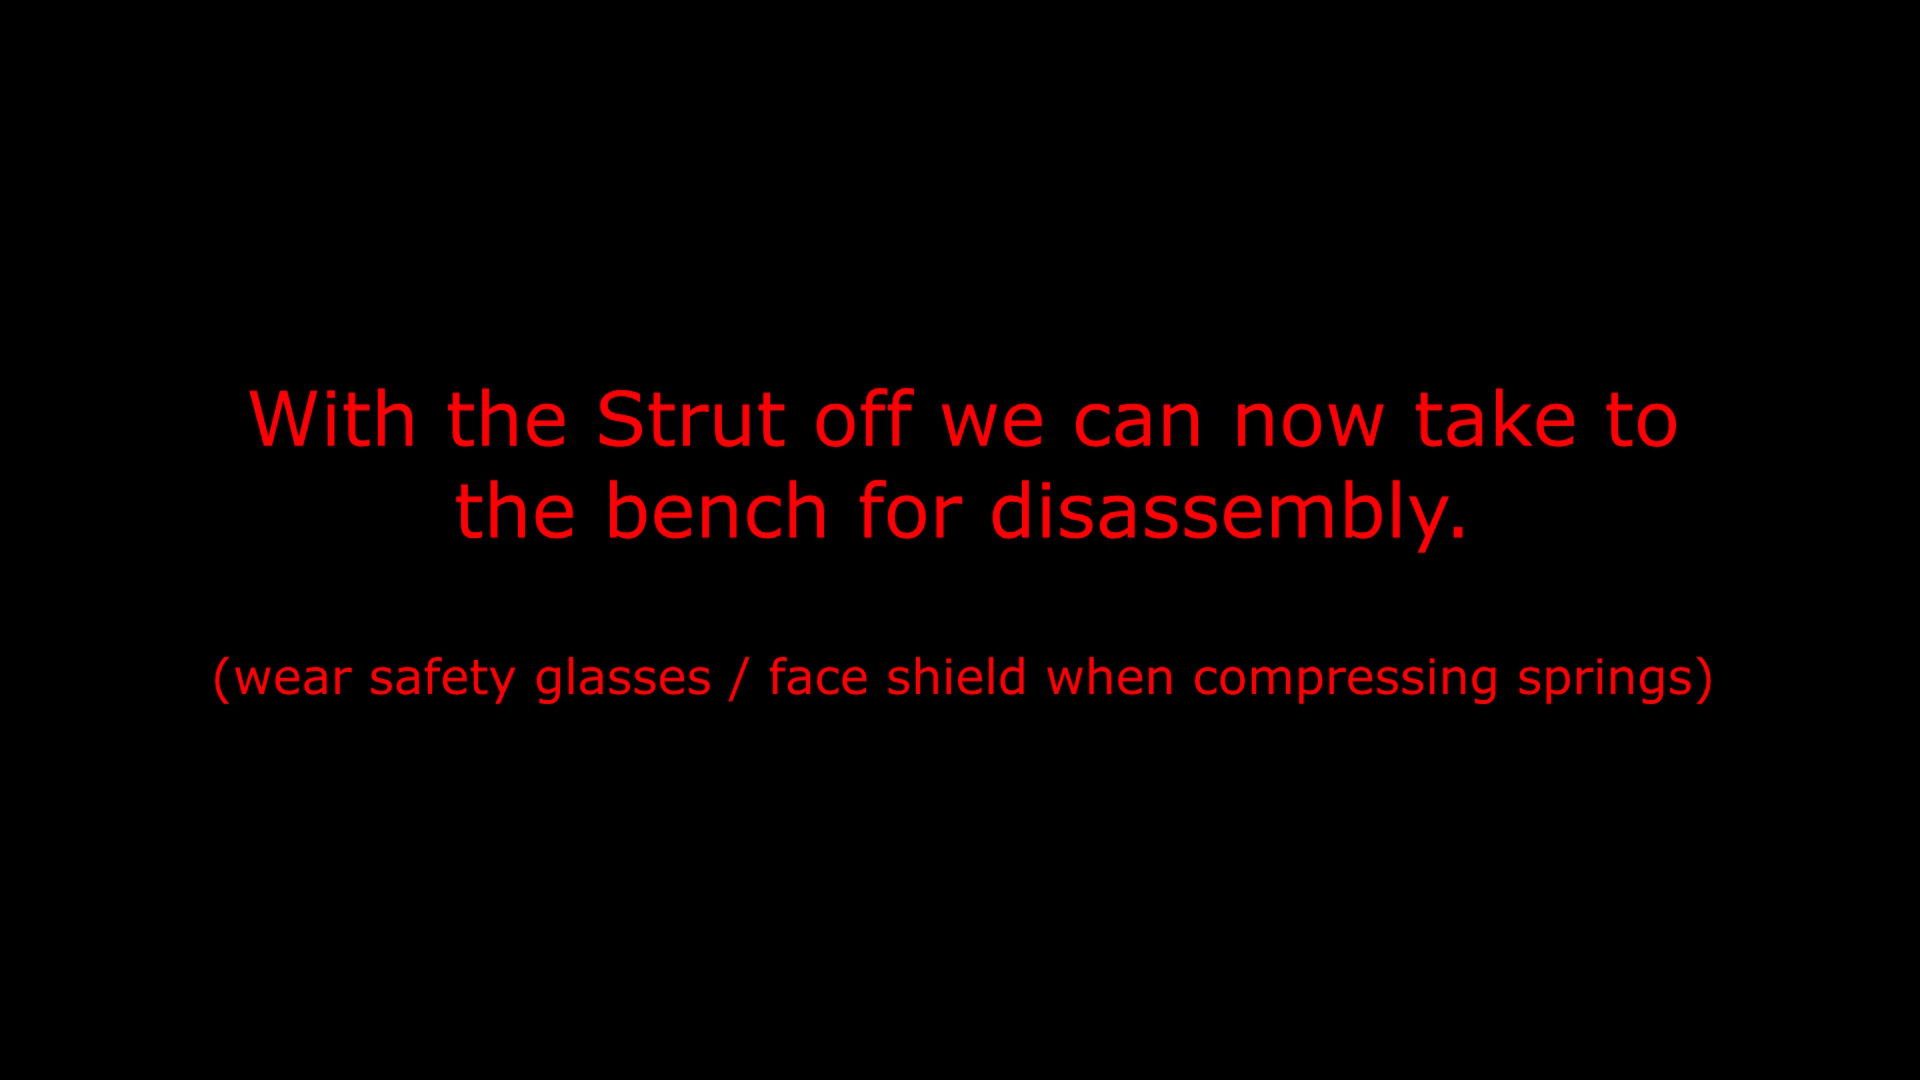 With the Strut off we can now take to
the bench for disassembly.
(wear safety glasses / face shield when compressing springs)